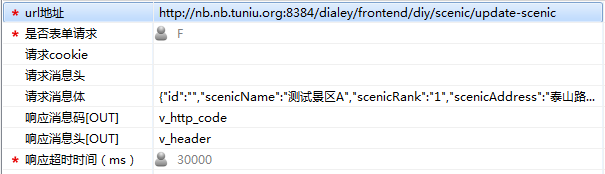 * url地址 http://nb.nb.tuniu.org:8384/dialey/frontend/diy/scenic/update-scenic
* 是否表单请求 F
请求cookie
请求消息头
请求消息体 {"id":"","scenicName":"测试景区A","scenicRank":"1","scenicAddress":"泰山路...
响应消息码[OUT] v_http_code
响应消息头[OUT] v_header
* 响应超时时间（ms） 30000